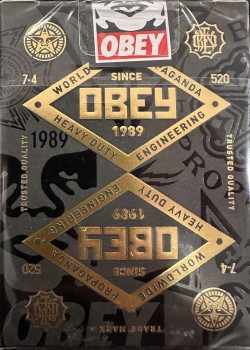 OBEY
7-4
520
SINCE
WORLD
AGANDA
OBEY
1989
HEAVY DUTY
ENGINEERING
1989
TRUSTED QUALITY
TRUSTED QUALITY
HEAVY DUTY
ENGINEERING
1989
OBEY
SINCE
PROPAGANDA
WORLDWIDE
520
7-4
TRADEMARK
OBEY